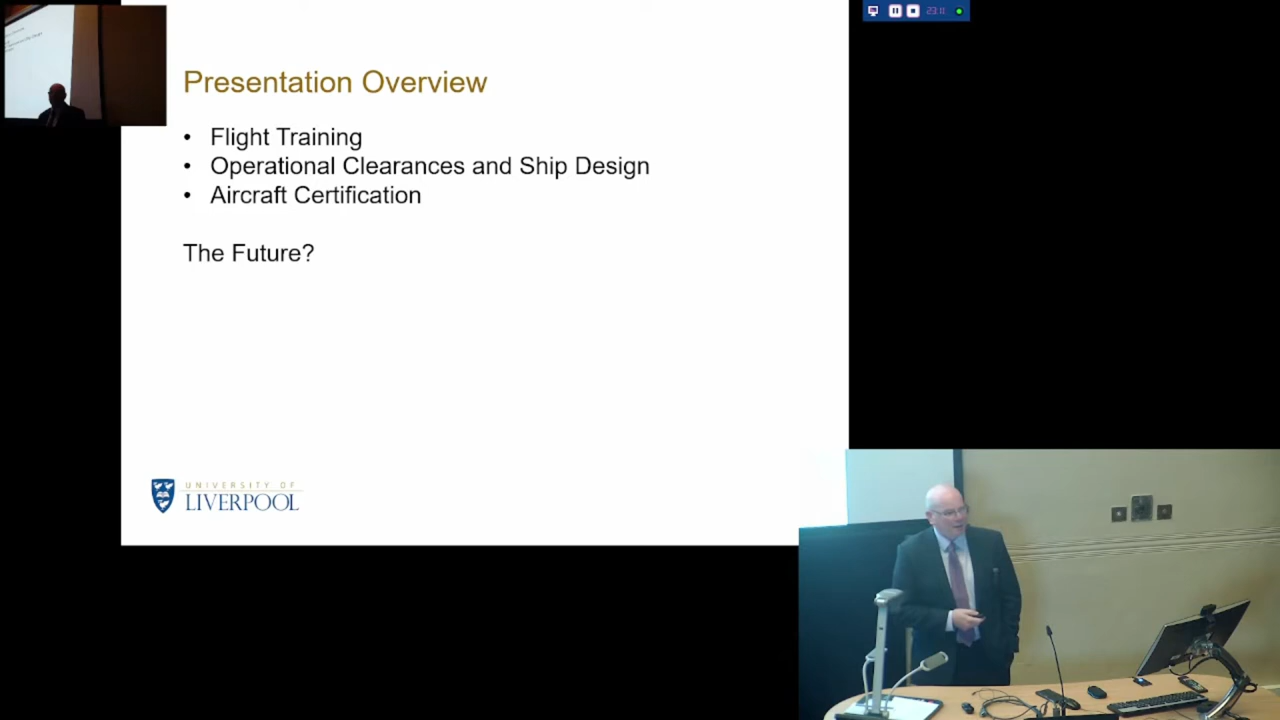 Presentation Overview
• Flight Training
• Operational Clearances and Ship Design
• Aircraft Certification
The Future?
UNIVERSITY OF
LIVERPOOL